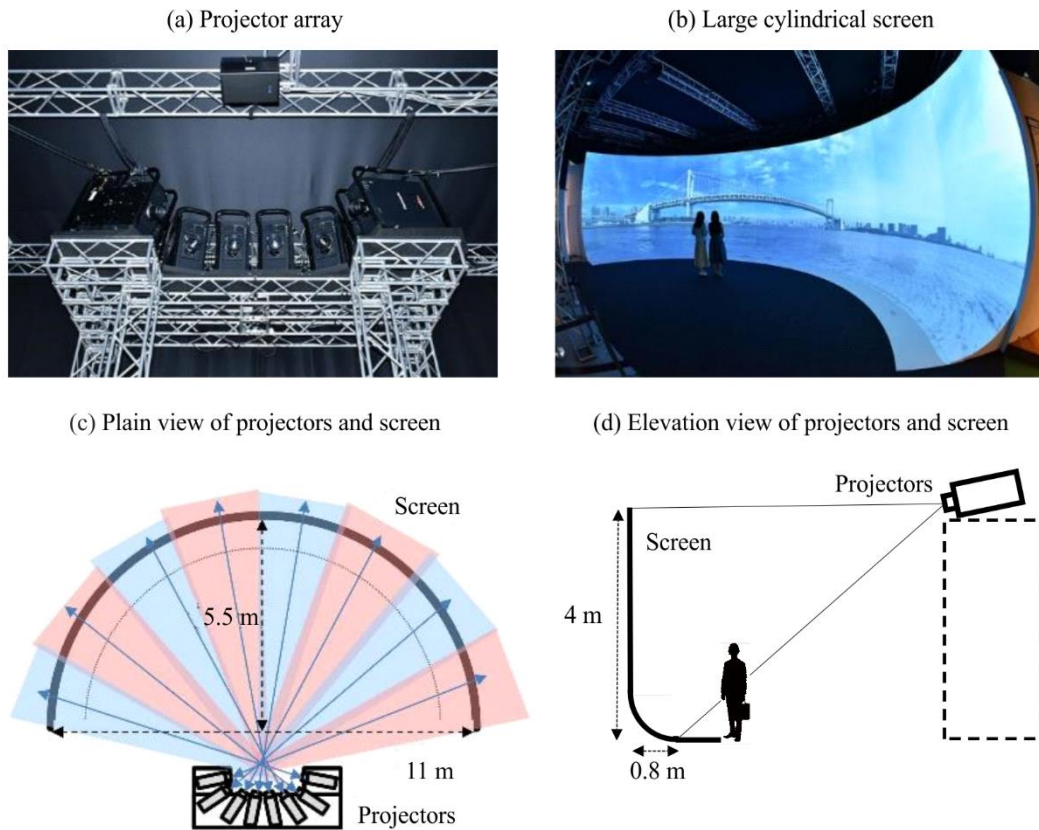 (a) Projector array
(b) Large cylindrical screen
(c) Plain view of projectors and screen
(d) Elevation view of projectors and screen
Screen
5.5 m
11 m
Projectors
Projectors
Screen
4 m
0.8 m